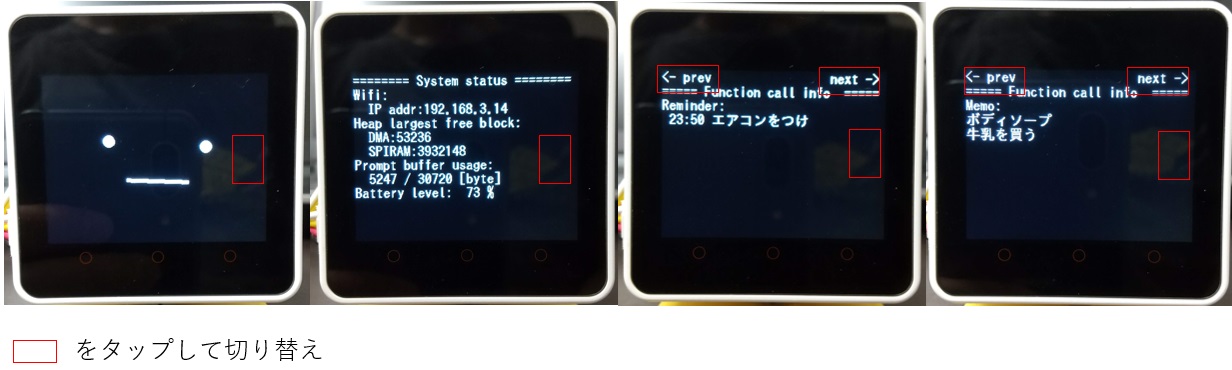 ======== System status ========
Wifi:
IP addr:192.168.3.14
Heap largest free block:
DMA:53236
SPIRAM:3932148
Prompt buffer usage:
5247 / 30720 [byte]
Battery level: 73 %
<- prev next ->
===== Function call info =====
Reminder:
23:50 エアコンをつけ
<- prev next ->
===== Function call info =====
Memo:
ボディソープ
牛乳を買う
をタップして切り替え